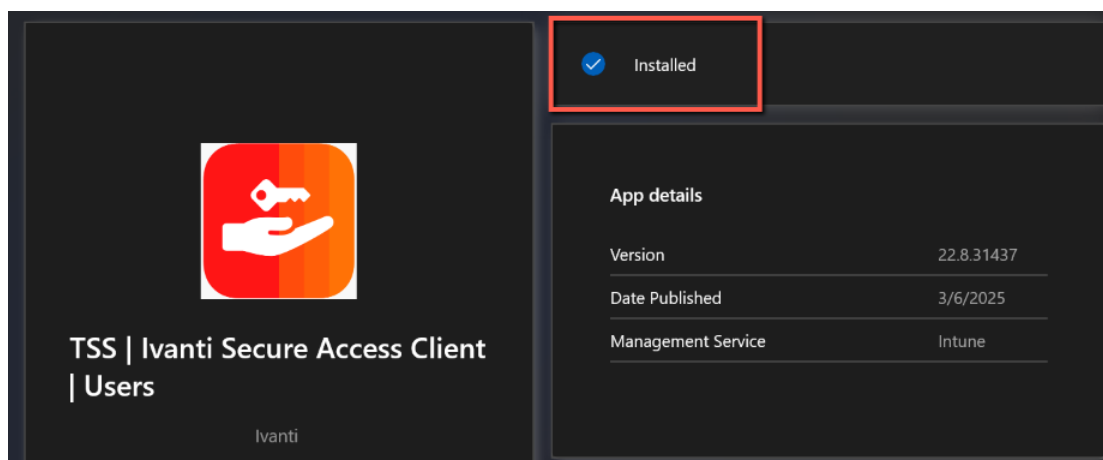 Installed
TSS | Ivanti Secure Access Client
| Users
Ivanti
App details
Version 22.8.31437
Date Published 3/6/2025
Management Service Intune